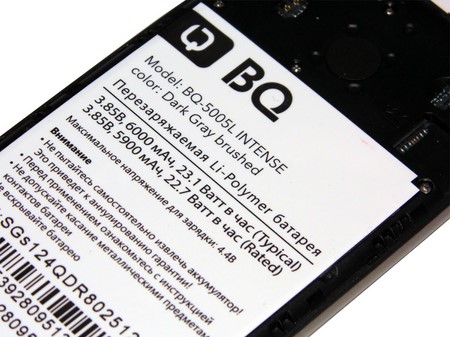 BQ
Model: BQ-5005L INTENSE
color: Dark Gray brushed
Перезаряжаемая Li-Polymer батарея
3.85В, 6000 мАч, 23.1 Ватт в час (Typical)
3.85В, 5900 мАч, 22.7 Ватт в час (Rated)
Максимальное напряжение для зарядки: 4.4В
Внимание
• Не пытайтесь самостоятельно извлечь аккумулятор!
Это приведет к аннулированию гарантии!
• Перед применением ознакомьтесь с инструкцией
• Не допускайте касание металлическими предметами
контактов батареи
Не вскрывайте батарею
SGs124QDR802512